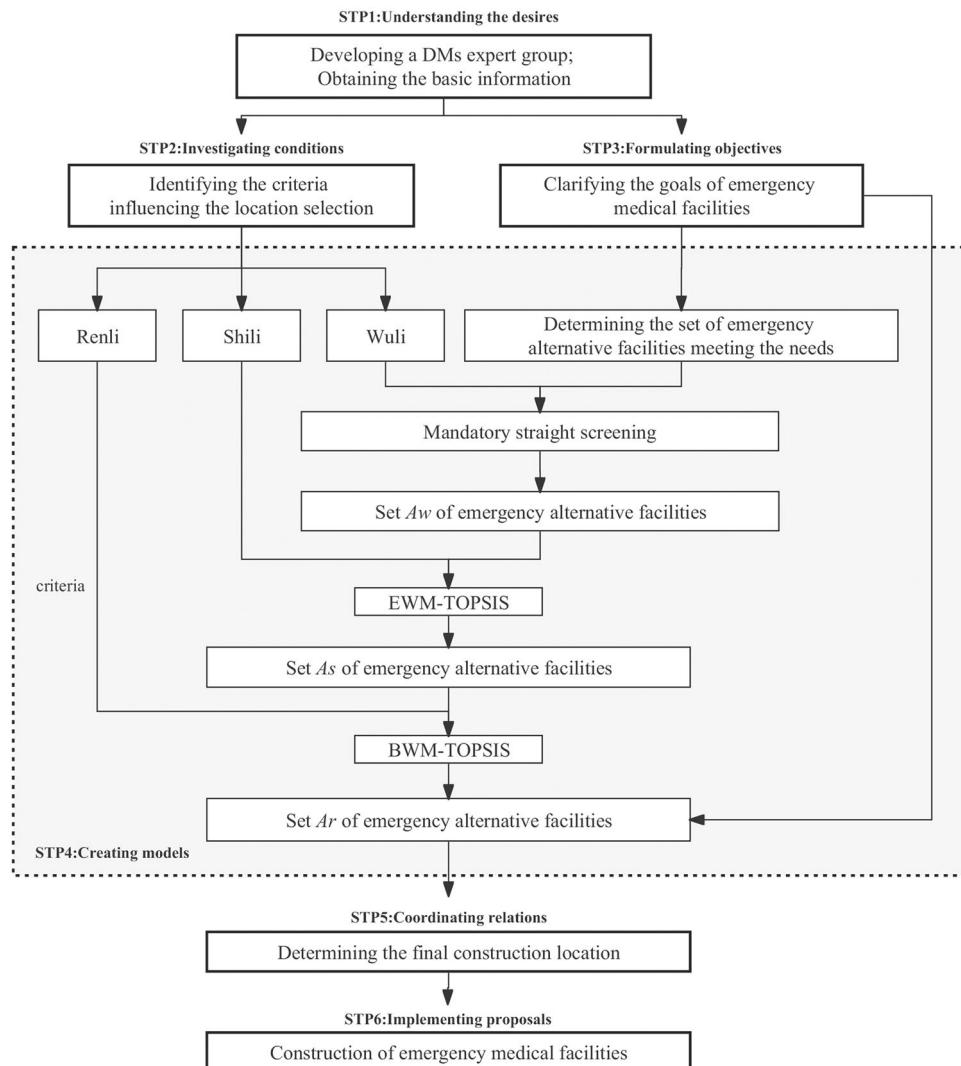 STP1:Understanding the desires
Developing a DMs expert group;
Obtaining the basic information
STP2:Investigating conditions
STP3:Formulating objectives
Identifying the criteria
influencing the location selection
Clarifying the goals of emergency
medical facilities
Renli
Shili
Wuli
Determining the set of emergency
alternative facilities meeting the needs
Mandatory straight screening
Set Aw of emergency alternative facilities
criteria
EWM-TOPSIS
Set As of emergency alternative facilities
BWM-TOPSIS
Set Ar of emergency alternative facilities
STP4:Creating models
STP5:Coordinating relations
Determining the final construction location
STP6:Implementing proposals
Construction of emergency medical facilities